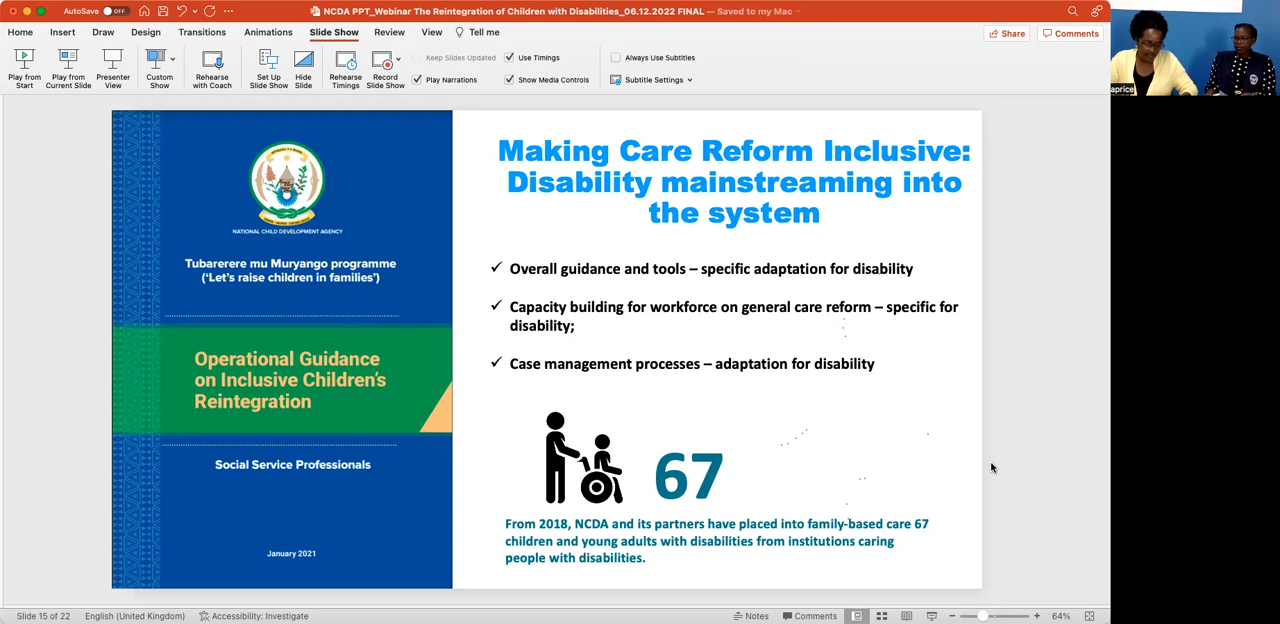 AutoSave OFF
NCDA PPT_Webinar The Reintegration of Children with Disabilities_06.12.2022 FINAL — Saved to my Mac
Home Insert Draw Design Transitions Animations Slide Show Review View Tell me
Share Comments
Play from Start
Play from Current Slide
Presenter View
Custom Show
Rehearse with Coach
Set Up Slide Show
Hide Slide
Rehearse Timings
Record Slide Show
Keep Slides Updated
Play Narrations
Use Timings
Show Media Controls
Always Use Subtitles
Subtitle Settings
aprice
NATIONAL CHILD DEVELOPMENT AGENCY
Tubarerere mu Muryango programme
(‘Let’s raise children in families’)
Operational Guidance
on Inclusive Children’s
Reintegration
Social Service Professionals
January 2021
Making Care Reform Inclusive:
Disability mainstreaming into
the system
✓ Overall guidance and tools – specific adaptation for disability
✓ Capacity building for workforce on general care reform – specific for
disability;
✓ Case management processes – adaptation for disability
67
From 2018, NCDA and its partners have placed into family-based care 67
children and young adults with disabilities from institutions caring
people with disabilities.
Slide 15 of 22 English (United Kingdom) Accessibility: Investigate
Notes Comments 64%